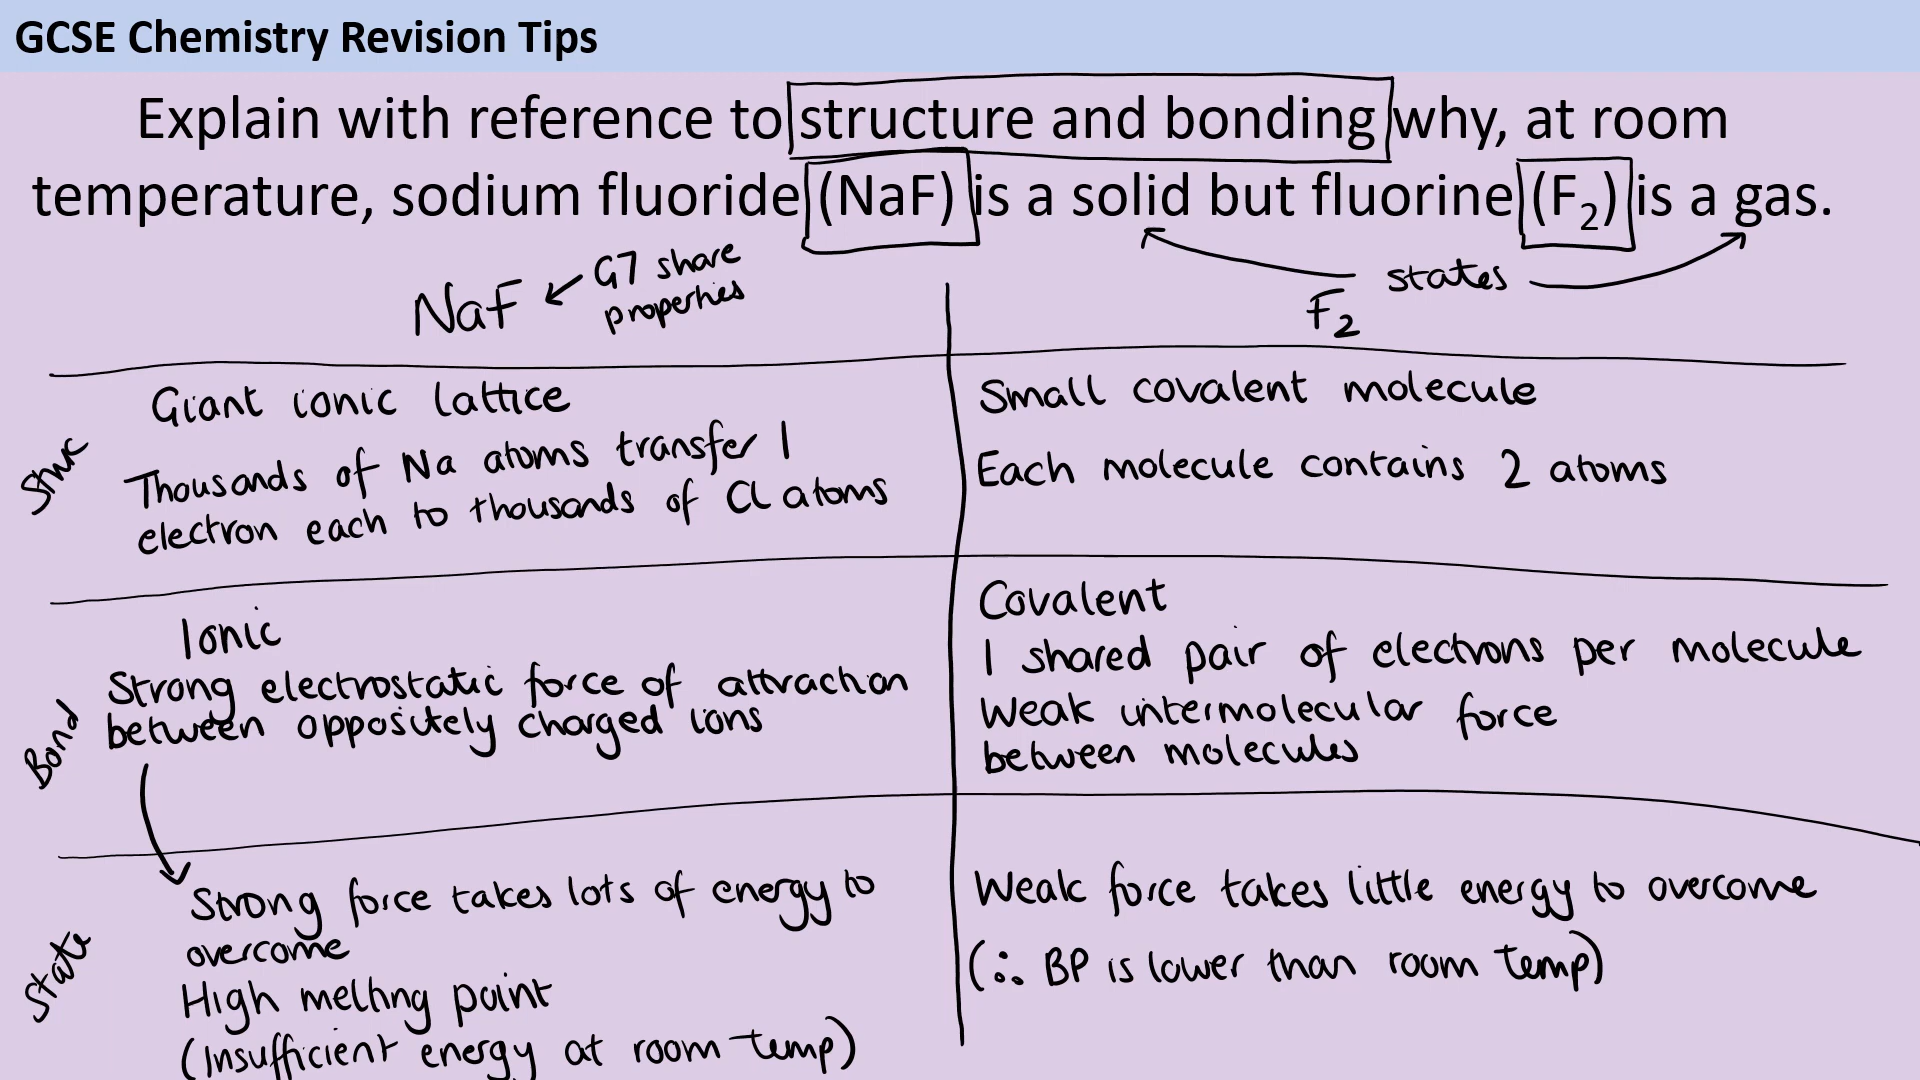 GCSE Chemistry Revision Tips
Explain with reference to structure and bonding why, at room
temperature, sodium fluoride (NaF) is a solid but fluorine (F₂) is a gas.
NaF
G7 share
properties
states
F₂
Struc
Giant ionic lattice
Thousands of Na atoms transfer 1
electron each to thousands of Cl atoms
Small covalent molecule
Each molecule contains 2 atoms
Bond
Ionic
Strong electrostatic force of attraction
between oppositely charged ions
Covalent
1 shared pair of electrons per molecule
Weak intermolecular force
between molecules
State
Strong force takes lots of energy to
overcome
High melting point
(Insufficient energy at room temp)
Weak force takes little energy to overcome
(∴ BP is lower than room temp)